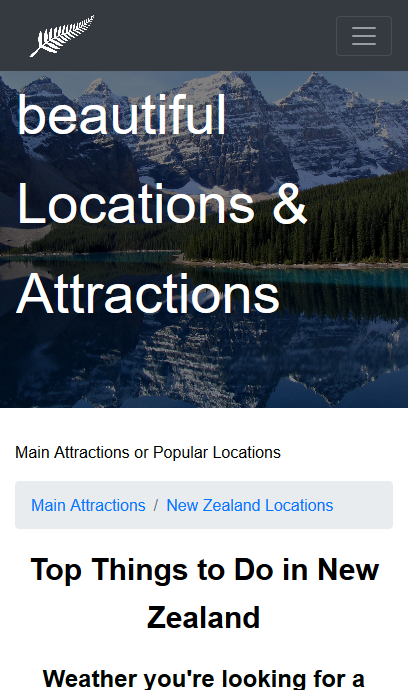 beautiful
Locations &
Attractions
Main Attractions or Popular Locations
Main Attractions / New Zealand Locations
Top Things to Do in New
Zealand
Weather you're looking for a